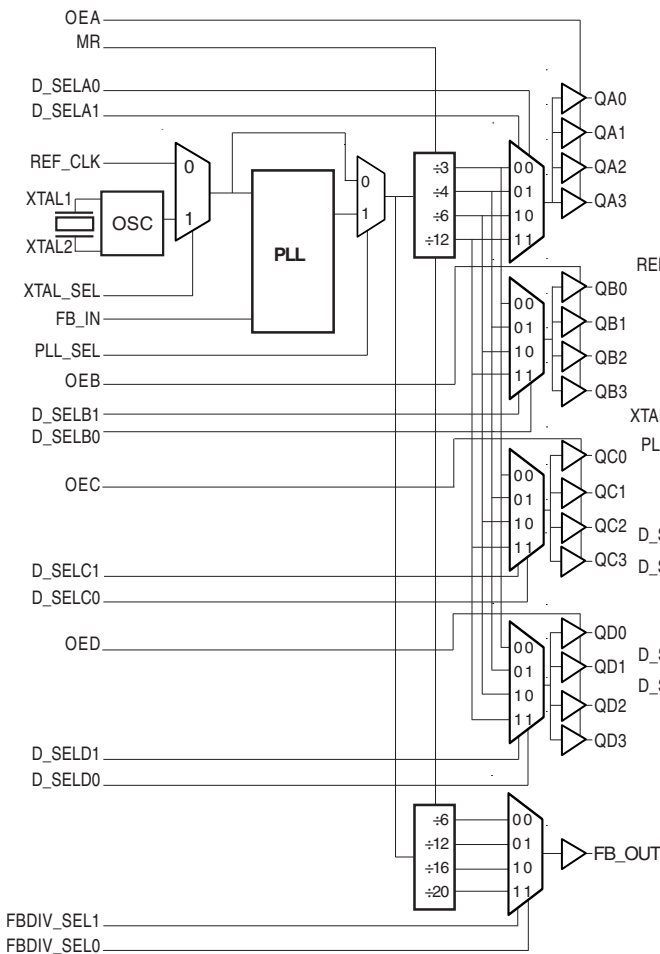 OEA
MR
D_SELA0
D_SELA1
REF_CLK
XTAL1
XTAL2
OSC
0
1
XTAL_SEL
FB_IN
PLL
PLL_SEL
0
1
÷3
÷4
÷6
÷12
00
01
10
11
QA0
QA1
QA2
QA3
OEB
D_SELB1
D_SELB0
00
01
10
11
QB0
QB1
QB2
QB3
OEC
D_SELC1
D_SELC0
00
01
10
11
QC0
QC1
QC2
QC3
OED
D_SELD1
D_SELD0
00
01
10
11
QD0
QD1
QD2
QD3
÷6
÷12
÷16
÷20
00
01
10
11
FB_OUT
FBDIV_SEL1
FBDIV_SEL0